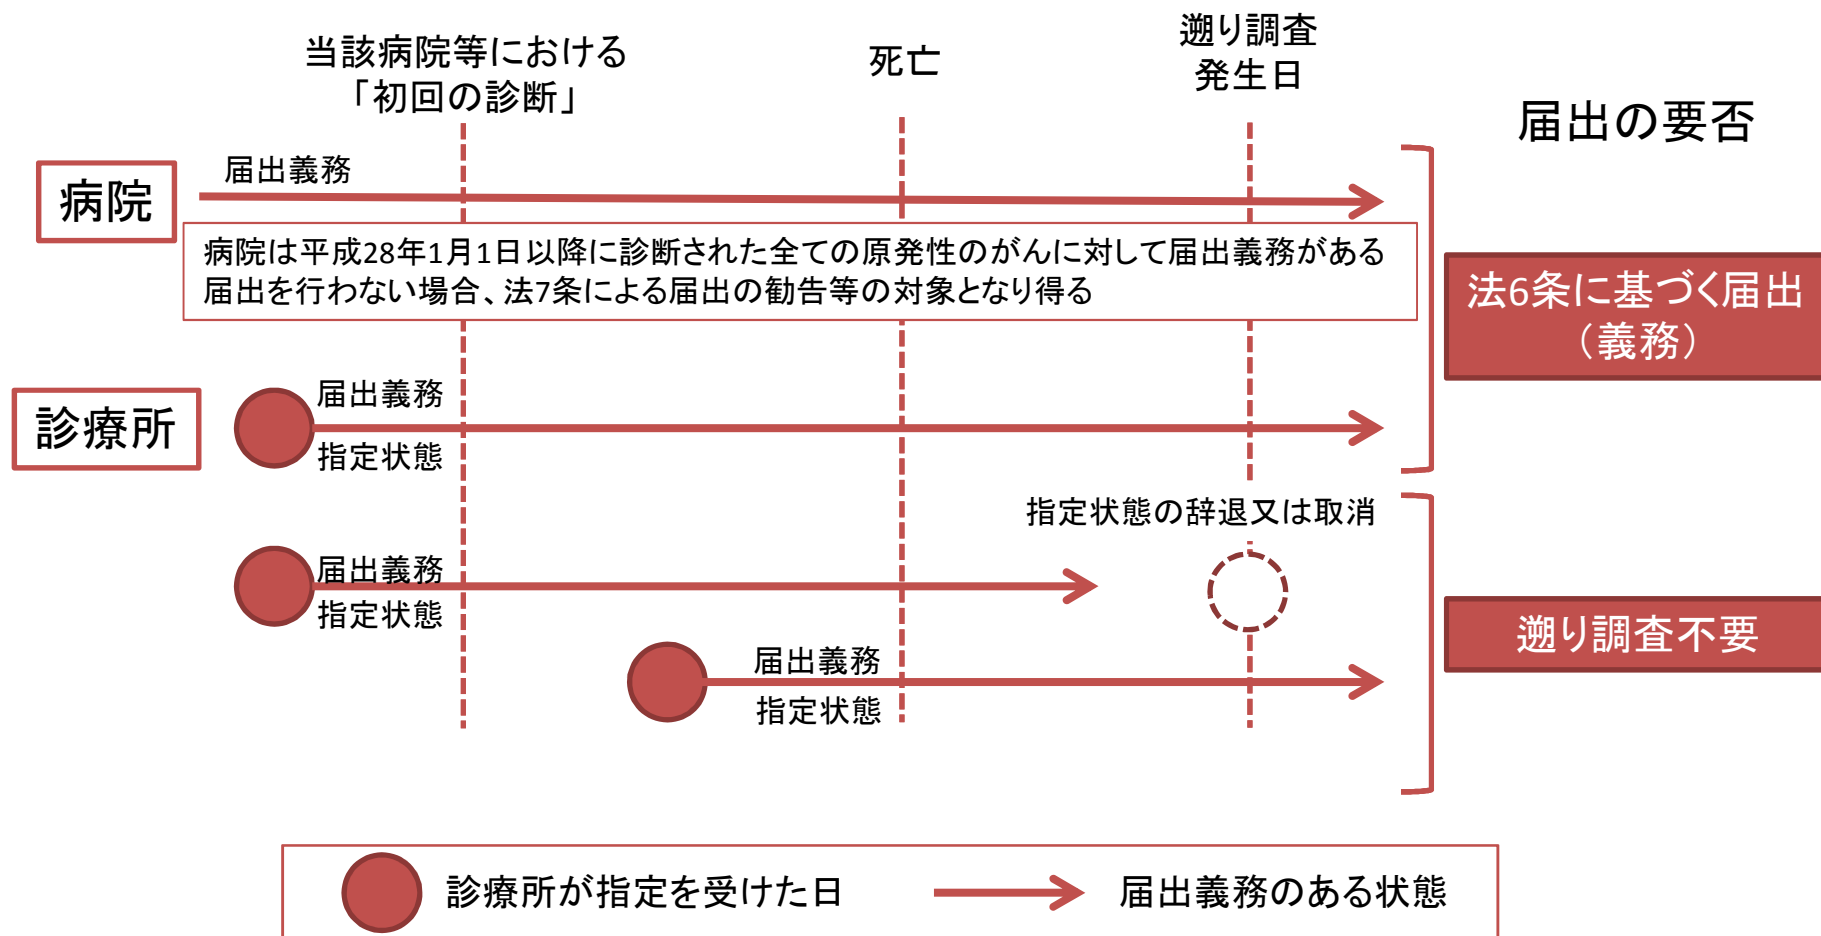 当該病院等における
「初回の診断」
死亡
遡り調査
発生日
届出の要否
病院
届出義務
病院は平成28年1月1日以降に診断された全ての原発性のがんに対して届出義務がある
届出を行わない場合、法7条による届出の勧告等の対象となり得る
法6条に基づく届出
（義務）
診療所
届出義務
指定状態
指定状態の辞退又は取消
届出義務
指定状態
遡り調査不要
届出義務
指定状態
診療所が指定を受けた日
届出義務のある状態